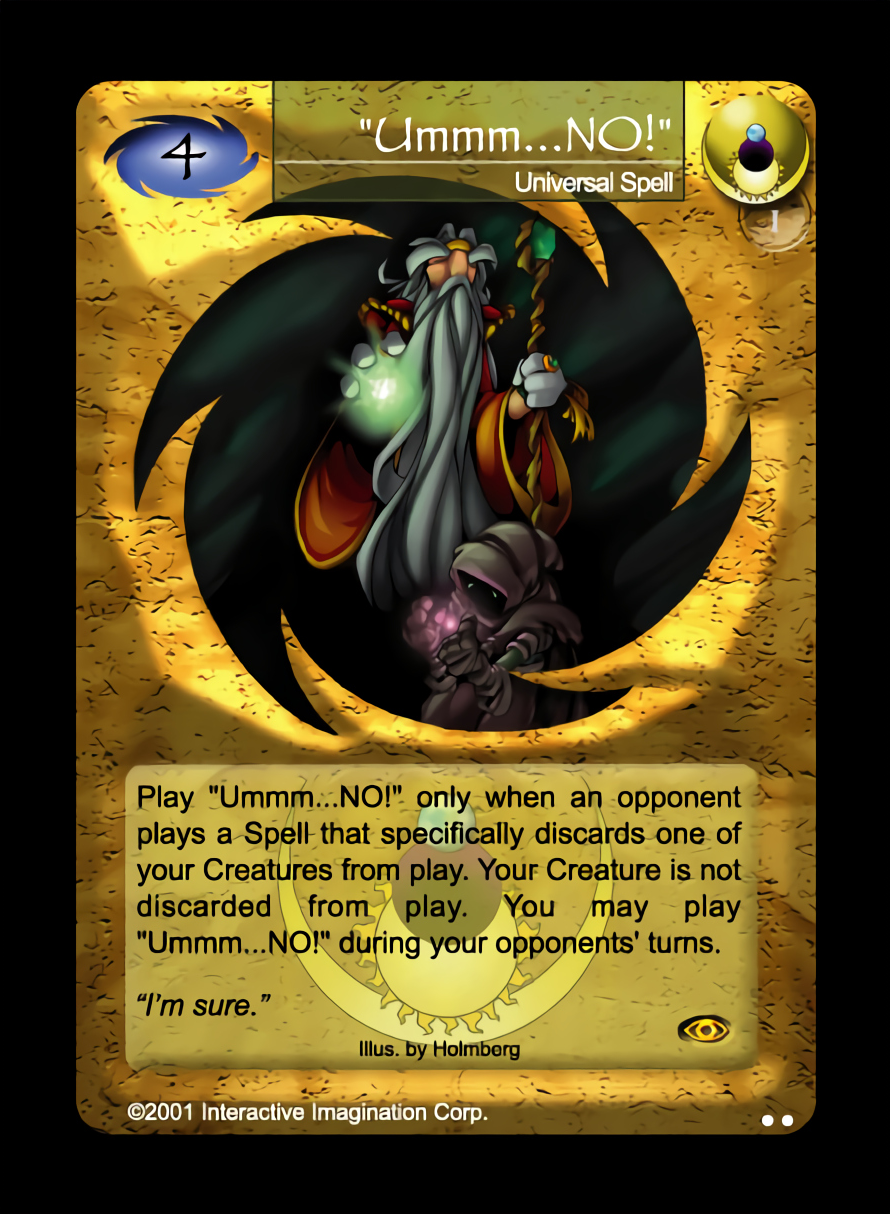 4
"Ummm...NO!"
Universal Spell
1
Play "Ummm...NO!" only when an opponent
plays a Spell that specifically discards one of
your Creatures from play. Your Creature is not
discarded from play. You may play
"Ummm...NO!" during your opponents' turns.
“I’m sure.”
Illus. by Holmberg
©2001 Interactive Imagination Corp.